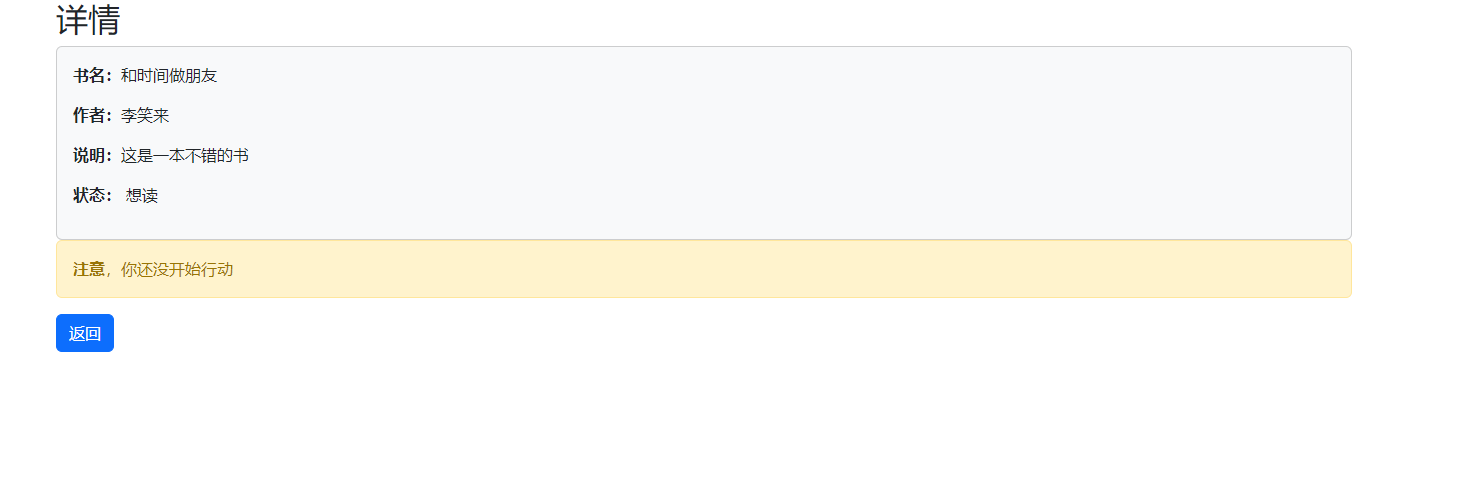 详情
书名：和时间做朋友
作者：李笑来
说明：这是一本不错的书
状态： 想读
注意，你还没开始行动
返回